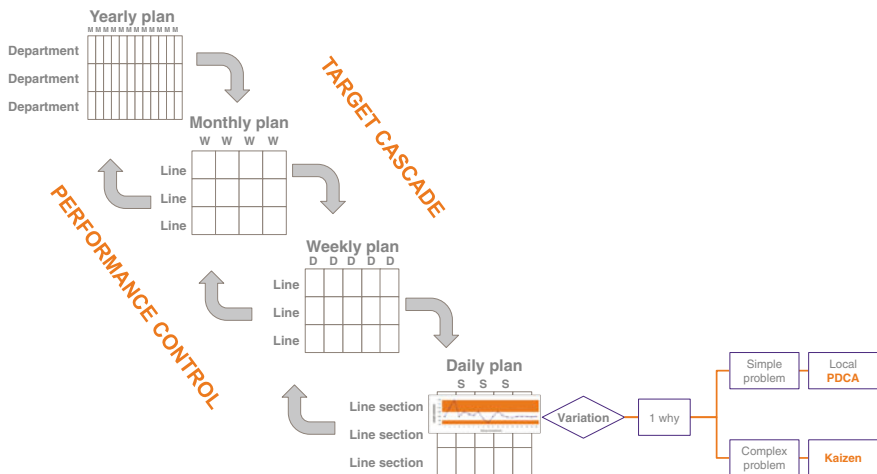 Yearly plan
M M M M M M M M M M M
Department
Department
Department
TARGET CASCADE
Monthly plan
W W W W
Line
Line
Line
PERFORMANCE CONTROL
Weekly plan
D D D D D
Line
Line
Line
Daily plan
S S S
Line section
Line section
Line section
Variation
1 why
Simple
problem
Local
PDCA
Complex
problem
Kaizen